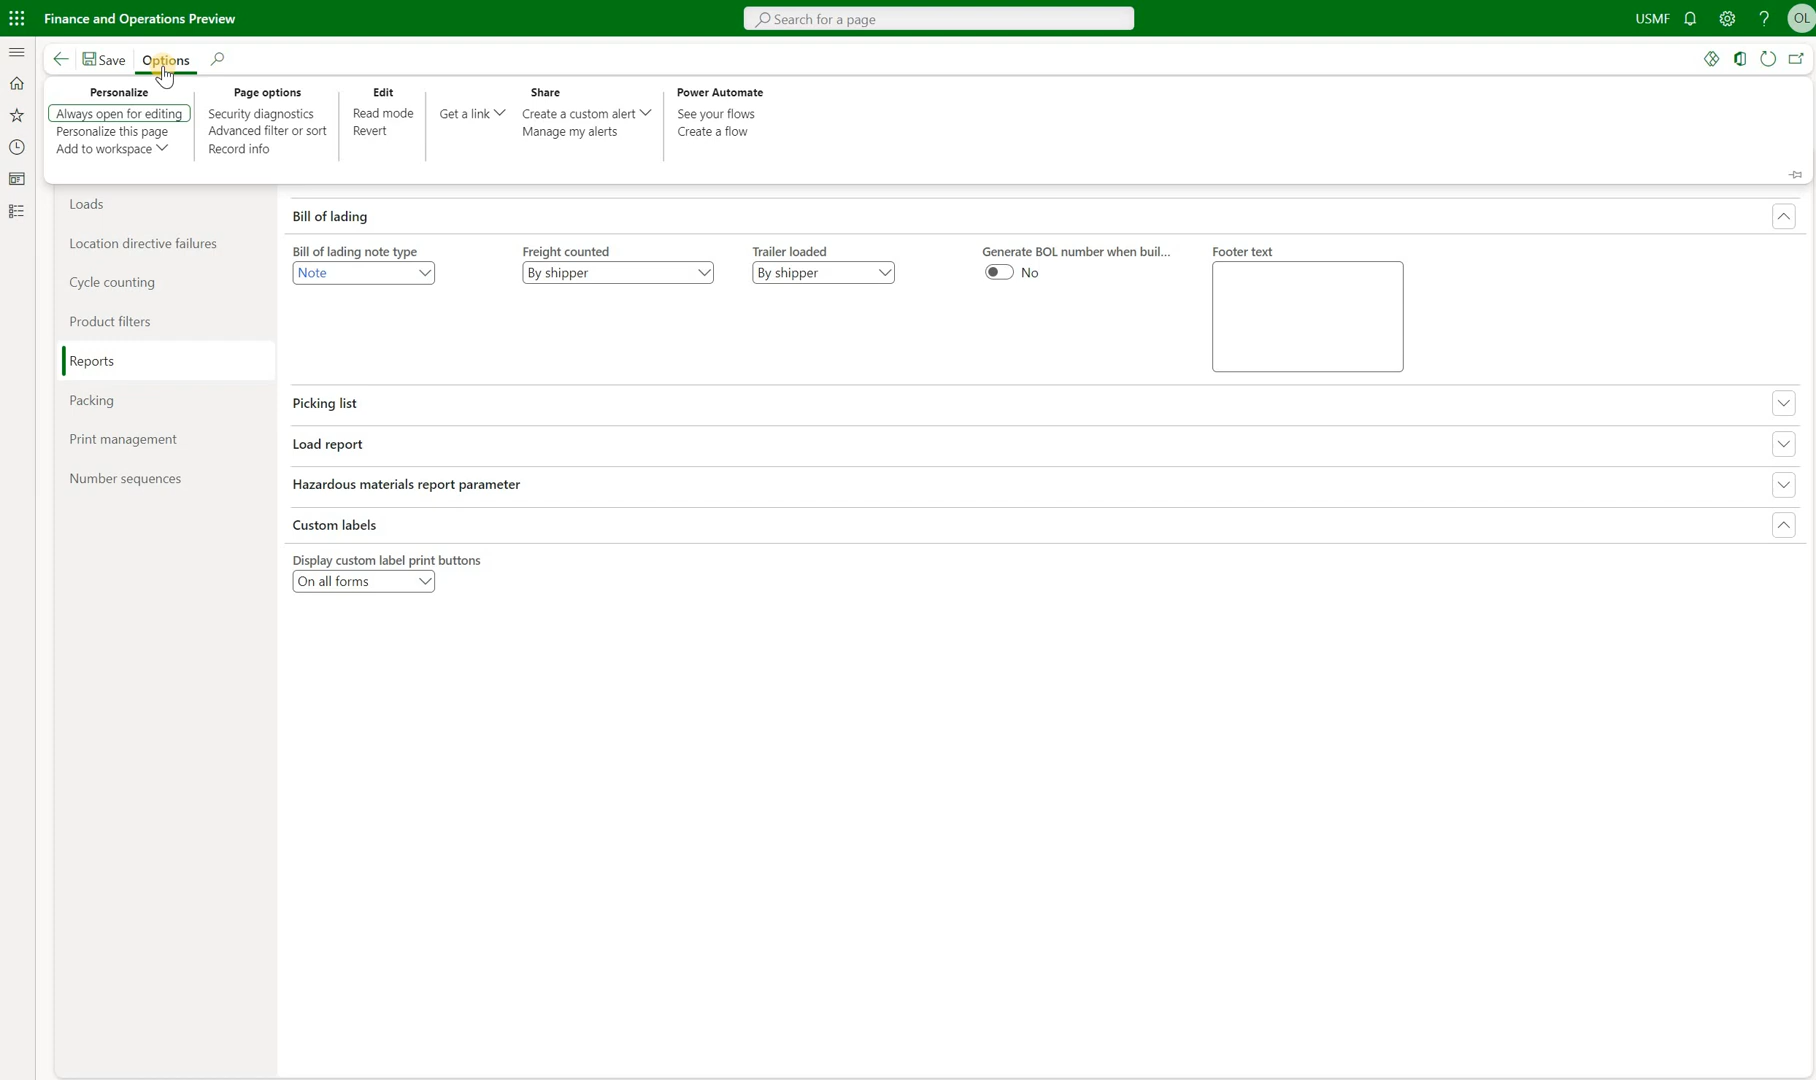 Finance and Operations Preview
Search for a page
USMF
?
OL
Save
Options
Personalize
Always open for editing
Personalize this page
Add to workspace
Page options
Security diagnostics
Advanced filter or sort
Record info
Edit
Read mode
Revert
Get a link
Share
Create a custom alert
Manage my alerts
Power Automate
See your flows
Create a flow
Loads
Location directive failures
Cycle counting
Product filters
Reports
Packing
Print management
Number sequences
Bill of lading
Bill of lading note type
Note
Freight counted
By shipper
Trailer loaded
By shipper
Generate BOL number when buil...
No
Footer text
Picking list
Load report
Hazardous materials report parameter
Custom labels
Display custom label print buttons
On all forms